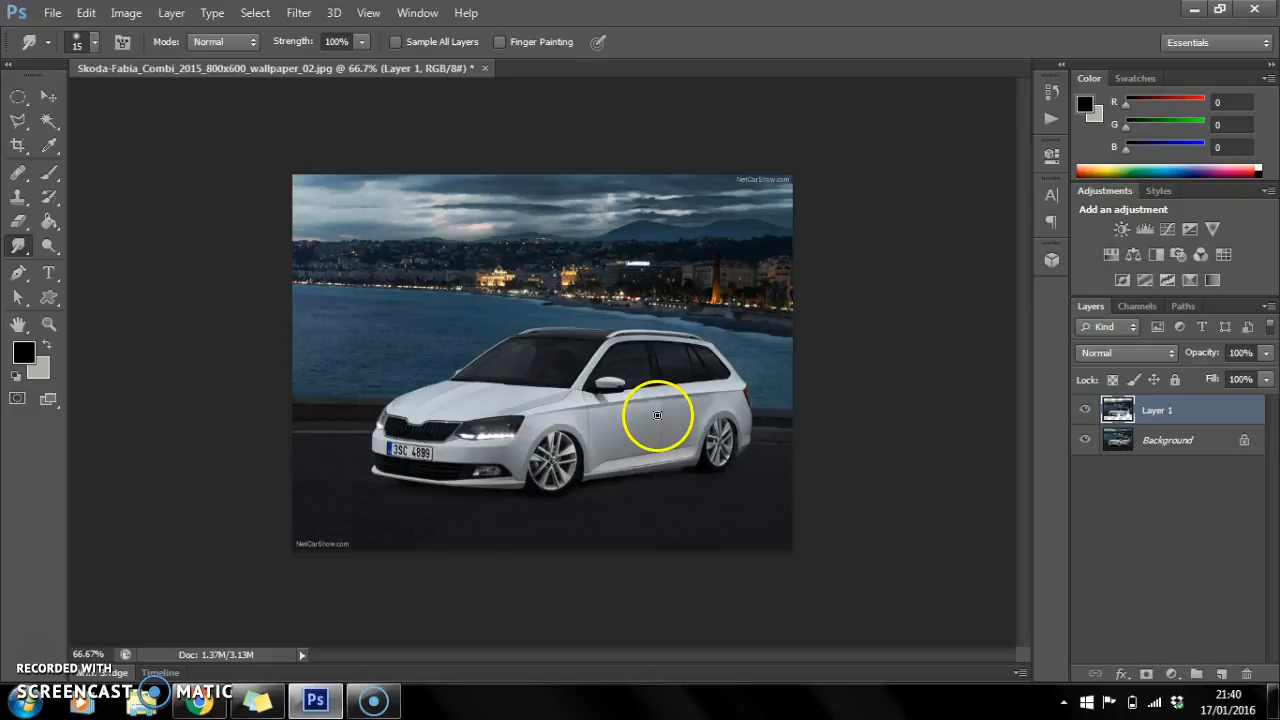 Ps File Edit Image Layer Type Select Filter 3D View Window Help
15 Mode: Normal Strength: 100% Sample All Layers Finger Painting Essentials
Skoda-Fabia_Combi_2015_800x600_wallpaper_02.jpg @ 66.7% (Layer 1, RGB/8#) * ×
Color Swatches
R 0
G 0
B 0
Adjustments Styles
Add an adjustment
Layers Channels Paths
Kind
Normal Opacity: 100%
Lock: Fill: 100%
Layer 1
Background
NetCarShow.com
3SC 4899
NetCarShow.com
66.67% Doc: 1.37M/3.13M
Timeline
RECORDED WITH
SCREENCAST MATIC
Ps
21:40
17/01/2016